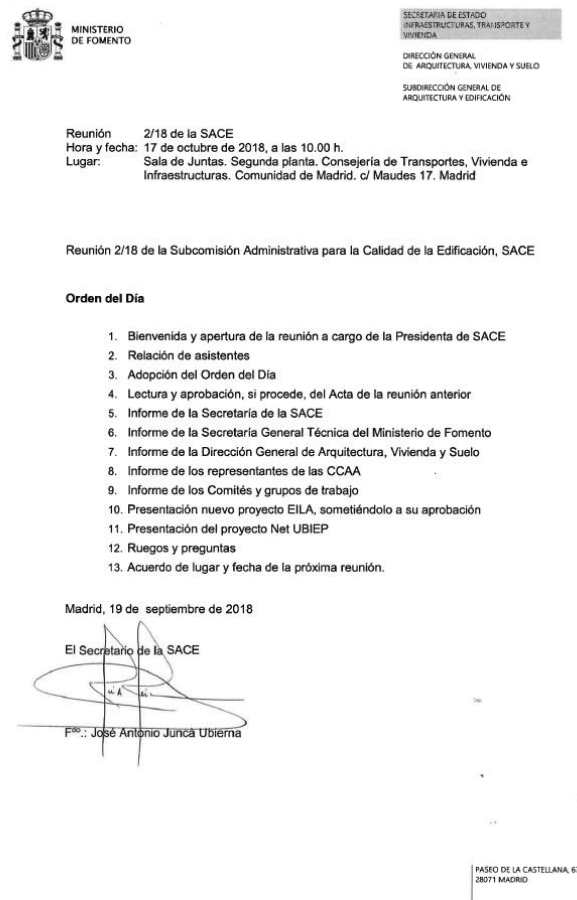 MINISTERIO
DE FOMENTO
SECRETARÍA DE ESTADO
INFRAESTRUCTURAS, TRANSPORTE Y
VIVIENDA
DIRECCIÓN GENERAL
DE ARQUITECTURA, VIVIENDA Y SUELO
SUBDIRECCIÓN GENERAL DE
ARQUITECTURA Y EDIFICACIÓN
Reunión 2/18 de la SACE
Hora y fecha: 17 de octubre de 2018, a las 10.00 h.
Lugar: Sala de Juntas. Segunda planta. Consejería de Transportes, Vivienda e
Infraestructuras. Comunidad de Madrid. c/ Maudes 17. Madrid
Reunión 2/18 de la Subcomisión Administrativa para la Calidad de la Edificación, SACE
Orden del Día
1. Bienvenida y apertura de la reunión a cargo de la Presidenta de SACE
2. Relación de asistentes
3. Adopción del Orden del Día
4. Lectura y aprobación, si procede, del Acta de la reunión anterior
5. Informe de la Secretaría de la SACE
6. Informe de la Secretaría General Técnica del Ministerio de Fomento
7. Informe de la Dirección General de Arquitectura, Vivienda y Suelo
8. Informe de los representantes de las CCAA
9. Informe de los Comités y grupos de trabajo
10. Presentación nuevo proyecto EILA, sometiéndolo a su aprobación
11. Presentación del proyecto Net UBIEP
12. Ruegos y preguntas
13. Acuerdo de lugar y fecha de la próxima reunión.
Madrid, 19 de septiembre de 2018
El Secretario de la SACE
Fdo.: José Antonio Juncà Ubierna
PASEO DE LA CASTELLANA, 67
28071 MADRID